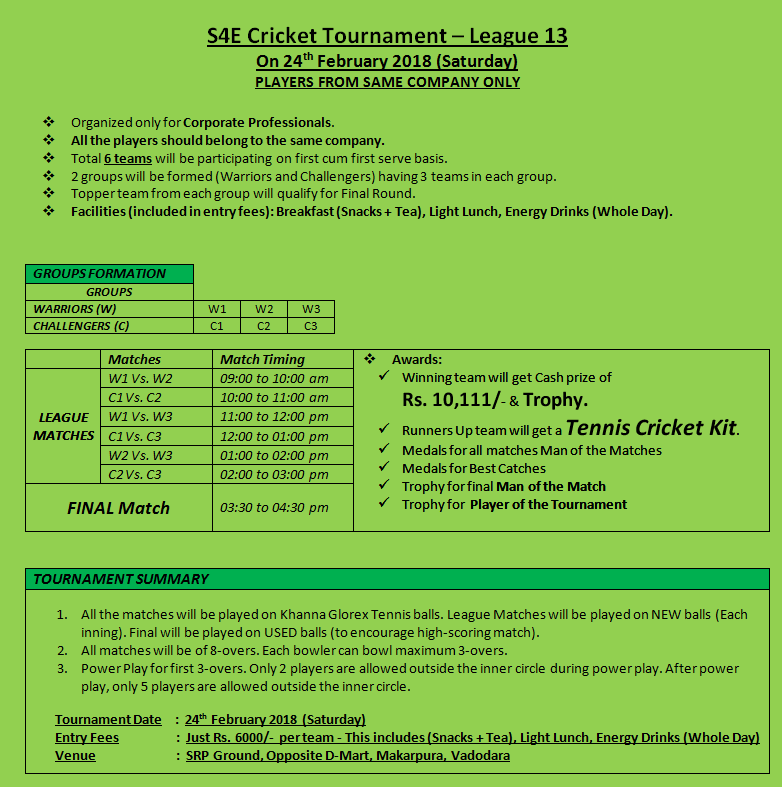 S4E Cricket Tournament – League 13
On 24th February 2018 (Saturday)
PLAYERS FROM SAME COMPANY ONLY
❖ Organized only for Corporate Professionals.
❖ All the players should belong to the same company.
❖ Total 6 teams will be participating on first cum first serve basis.
❖ 2 groups will be formed (Warriors and Challengers) having 3 teams in each group.
❖ Topper team from each group will qualify for Final Round.
❖ Facilities (included in entry fees): Breakfast (Snacks + Tea), Light Lunch, Energy Drinks (Whole Day).
GROUPS FORMATION
GROUPS
WARRIORS (W) W1 W2 W3
CHALLENGERS (C) C1 C2 C3
Matches Match Timing
LEAGUE MATCHES
W1 Vs. W2 09:00 to 10:00 am
C1 Vs. C2 10:00 to 11:00 am
W1 Vs. W3 11:00 to 12:00 pm
C1 Vs. C3 12:00 to 01:00 pm
W2 Vs. W3 01:00 to 02:00 pm
C2 Vs. C3 02:00 to 03:00 pm
FINAL Match 03:30 to 04:30 pm
❖ Awards:
✓ Winning team will get Cash prize of
Rs. 10,111/- & Trophy.
✓ Runners Up team will get a Tennis Cricket Kit.
✓ Medals for all matches Man of the Matches
✓ Medals for Best Catches
✓ Trophy for final Man of the Match
✓ Trophy for Player of the Tournament
TOURNAMENT SUMMARY
1. All the matches will be played on Khanna Glorex Tennis balls. League Matches will be played on NEW balls (Each
inning). Final will be played on USED balls (to encourage high-scoring match).
2. All matches will be of 8-overs. Each bowler can bowl maximum 3-overs.
3. Power Play for first 3-overs. Only 2 players are allowed outside the inner circle during power play. After power
play, only 5 players are allowed outside the inner circle.
Tournament Date : 24th February 2018 (Saturday)
Entry Fees : Just Rs. 6000/- per team - This includes (Snacks + Tea), Light Lunch, Energy Drinks (Whole Day)
Venue : SRP Ground, Opposite D-Mart, Makarpura, Vadodara